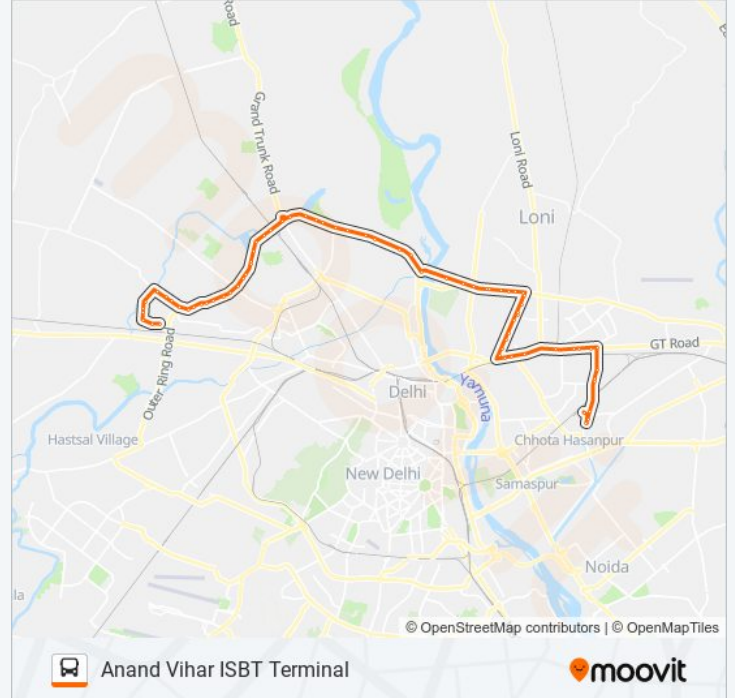 Road
Grand Trunk Road
Loni Road
Loni
GT Road
Outer Ring Road
Delhi
Yamuna
Hastsal Village
Chhota Hasanpur
New Delhi
Samaspur
Noida
la
© OpenStreetMap contributors | © OpenMapTiles
Anand Vihar ISBT Terminal
moovit